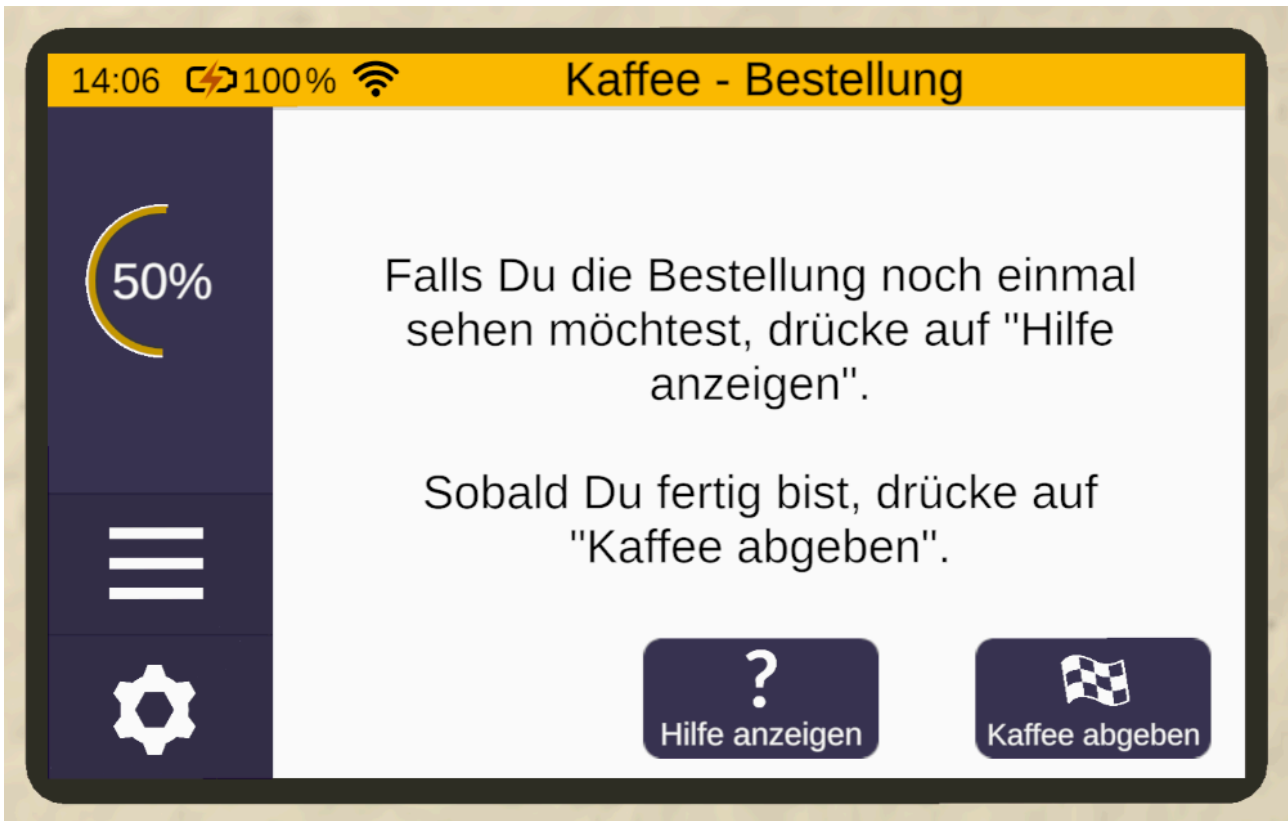 14:06 100% Kaffee - Bestellung
50%
Falls Du die Bestellung noch einmal
sehen möchtest, drücke auf "Hilfe
anzeigen".
Sobald Du fertig bist, drücke auf
"Kaffee abgeben".
?
Hilfe anzeigen
Kaffee abgeben